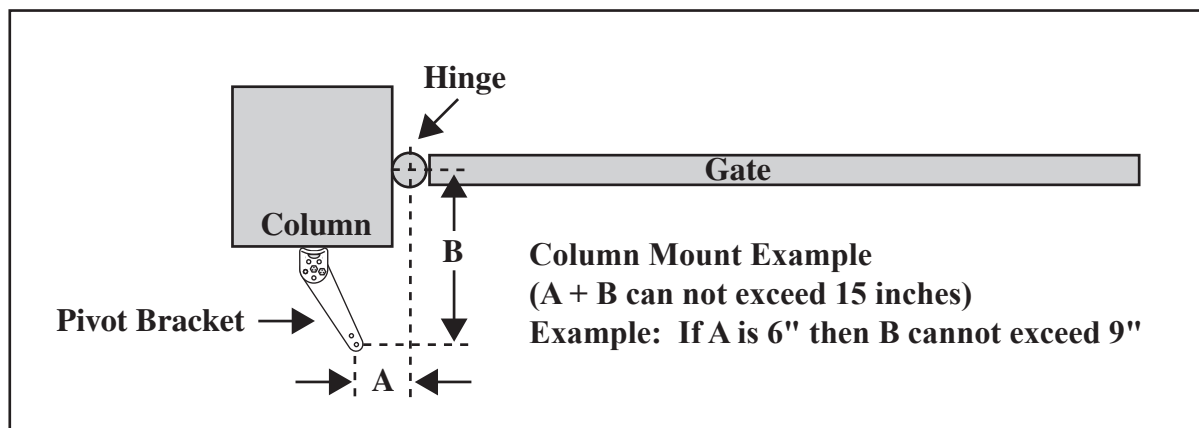 Hinge
Gate
Column
B
Pivot Bracket
A
Column Mount Example
(A + B can not exceed 15 inches)
Example: If A is 6" then B cannot exceed 9"